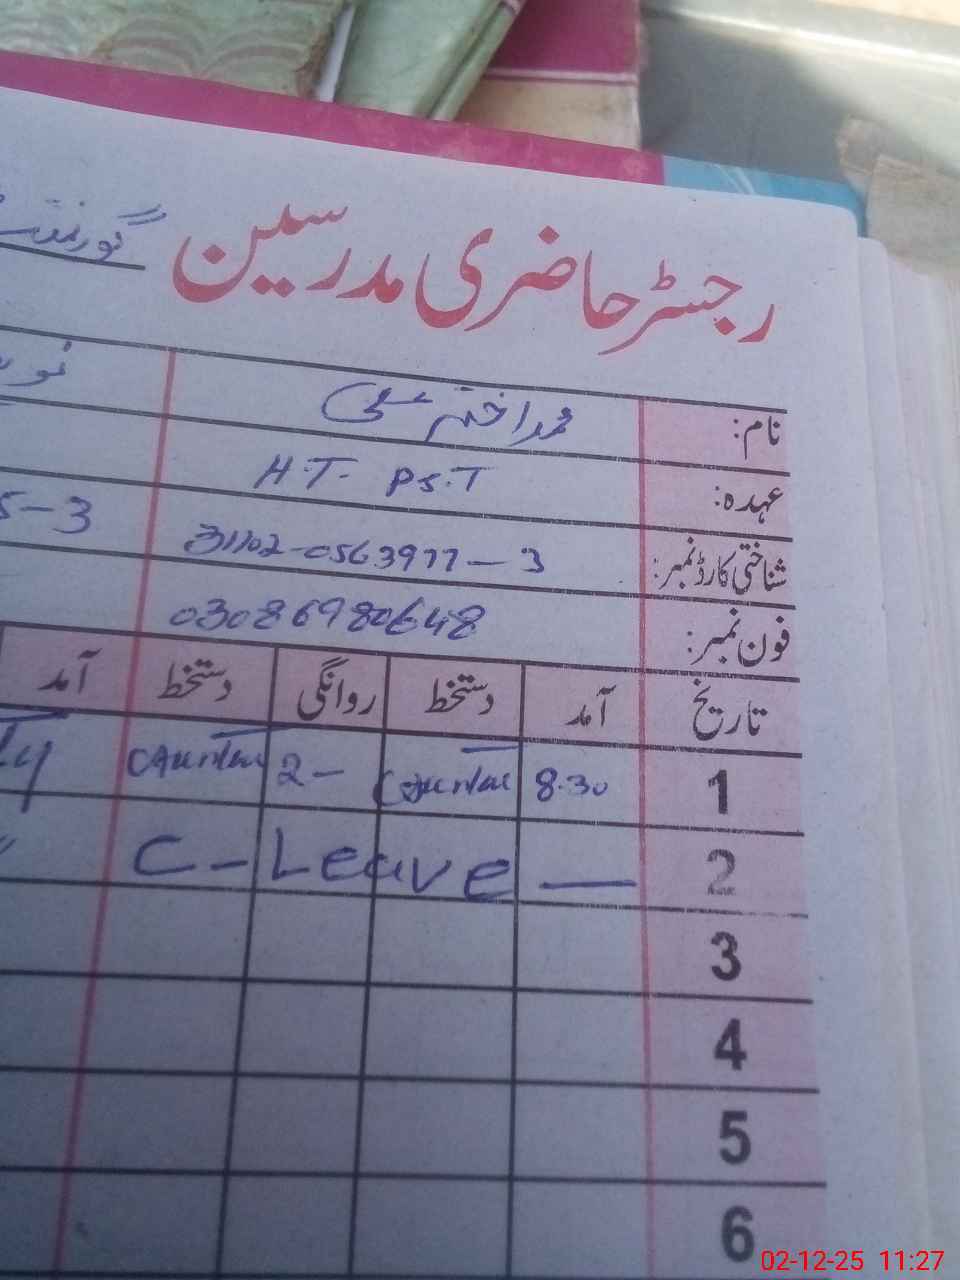 رجسٹر حاضری مدرسین گورنمنٹ
نام: محمد اختر علی
عہدہ: H.T. PS.T
شناختی کارڈ نمبر: 31102-0563977-3
فون نمبر: 03086980648
تاریخ آمد دستخط روانگی دستخط آمد
1 8.30 2-
2 — C-Leave
3
4
5
6
02-12-25 11:27